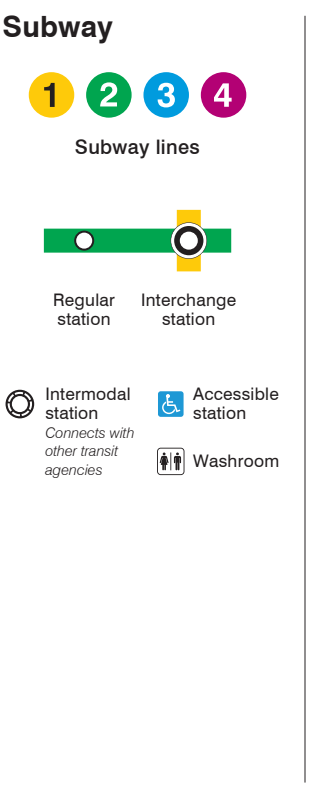 Subway
1 2 3 4
Subway lines
Regular
station
Interchange
station
Intermodal
station
Connects with
other transit
agencies
Accessible
station
Washroom